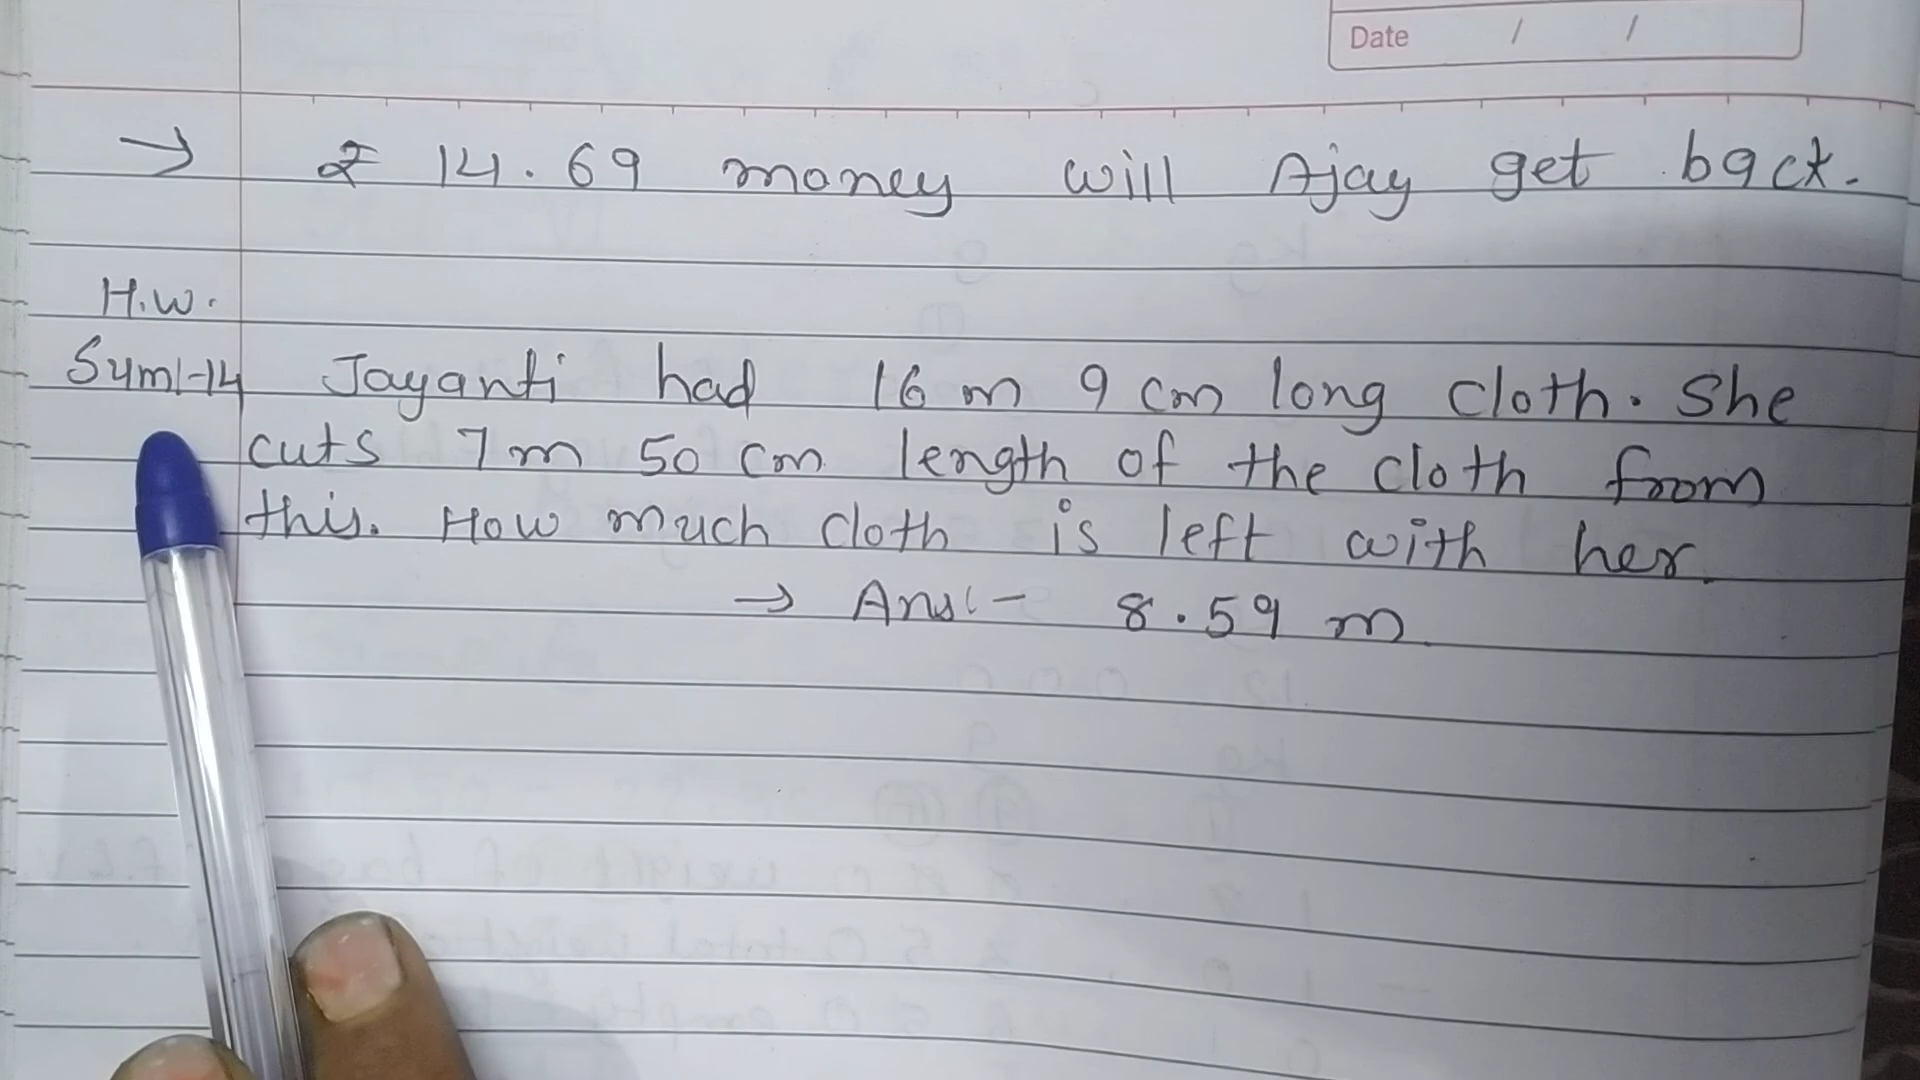 Date / /
→ ₹ 14.69 money will Ajay get back.
H.W.
Sum-14 Jayanti had 16 m 9 cm long cloth. She
cuts 7m 50 cm length of the cloth from
this. How much cloth is left with her.
→ Ans:- 8.59 m.